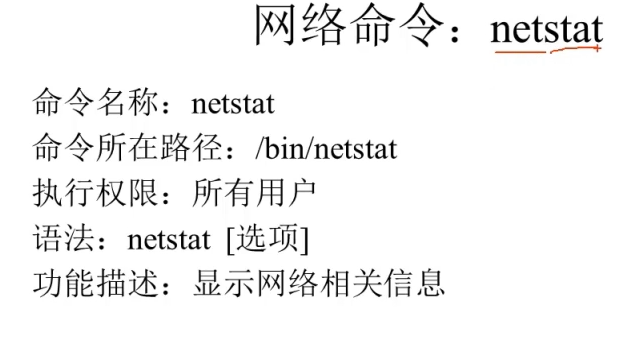 网络命令：netstat
命令名称：netstat
命令所在路径：/bin/netstat
执行权限：所有用户
语法：netstat [选项]
功能描述：显示网络相关信息